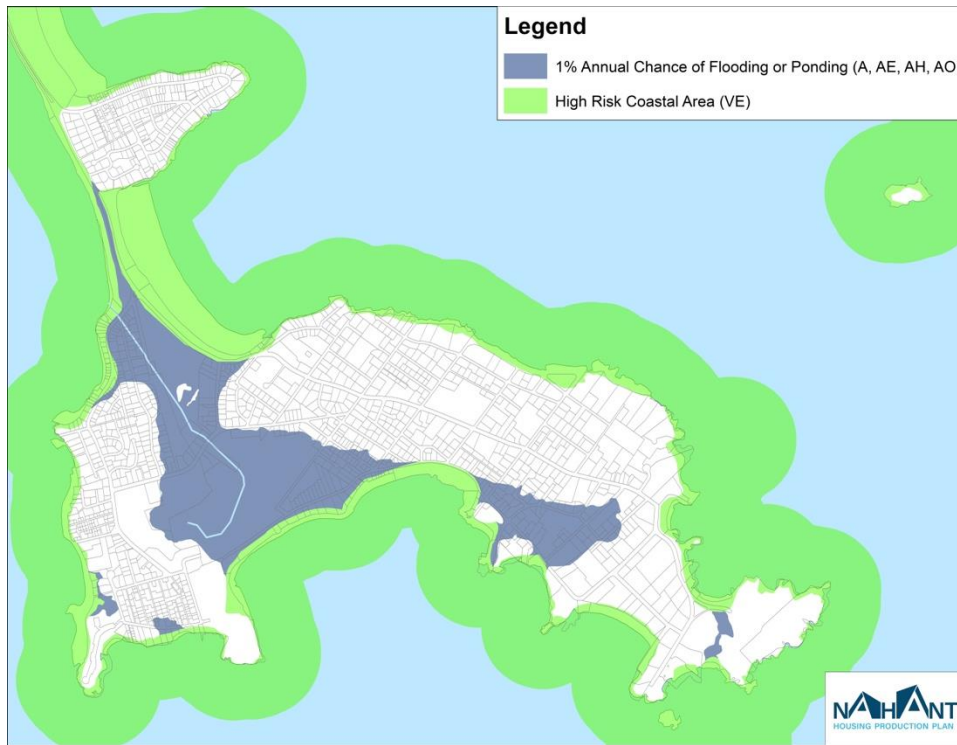 Legend
1% Annual Chance of Flooding or Ponding (A, AE, AH, AO
High Risk Coastal Area (VE)
NAHANT
HOUSING PRODUCTION PLAN